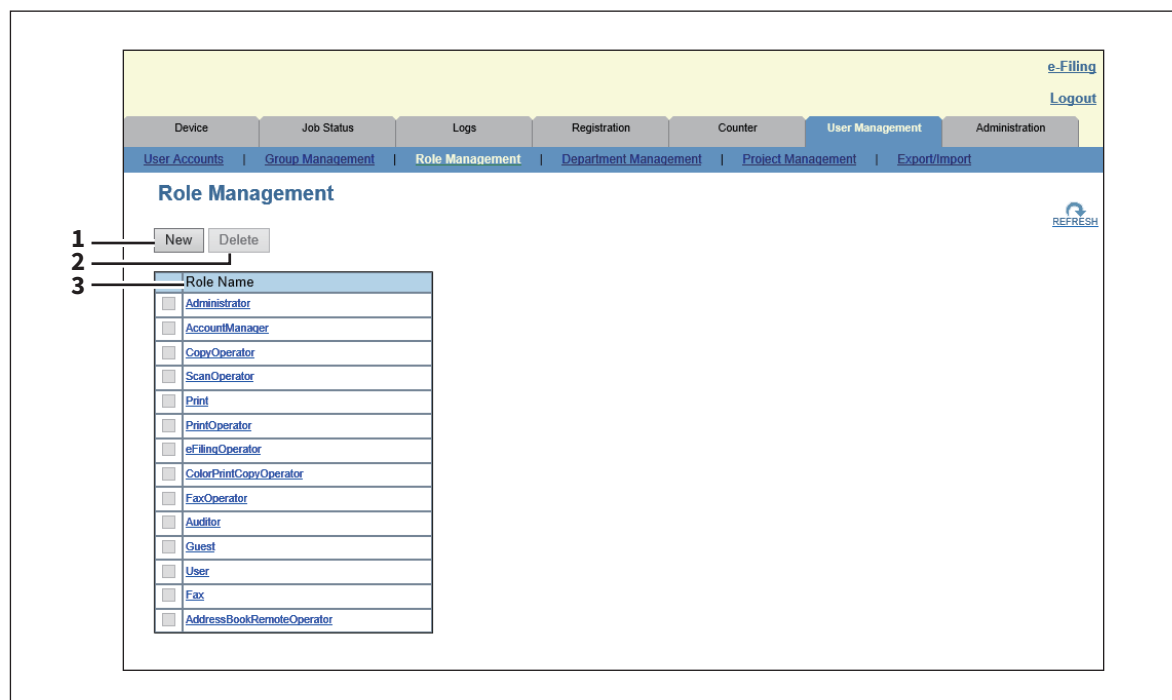 e-Filing
Logout
Device Job Status Logs Registration Counter User Management Administration
User Accounts | Group Management | Role Management | Department Management | Project Management | Export/Import
Role Management
REFRESH
1 New Delete
2
3 Role Name
Administrator
AccountManager
CopyOperator
ScanOperator
Print
PrintOperator
eFilingOperator
ColorPrintCopyOperator
FaxOperator
Auditor
Guest
User
Fax
AddressBookRemoteOperator